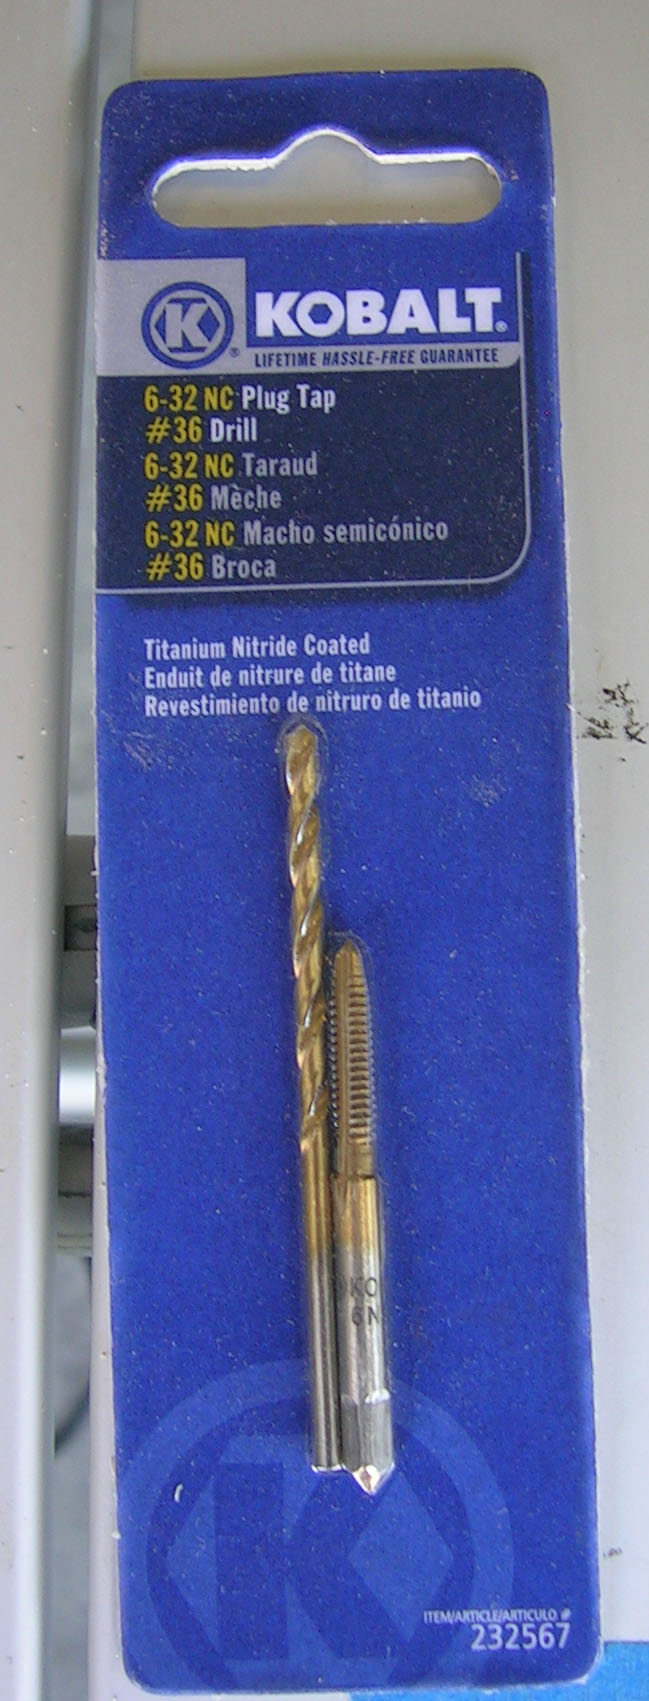 K
KOBALT
LIFETIME HASSLE-FREE GUARANTEE
6-32 NC Plug Tap
#36 Drill
6-32 NC Taraud
#36 Mèche
6-32 NC Macho semicónico
#36 Broca
Titanium Nitride Coated
Enduit de nitrure de titane
Revestimiento de nitruro de titanio
KO
6N
K
ITEM/ARTICLE/ARTICULO #
232567